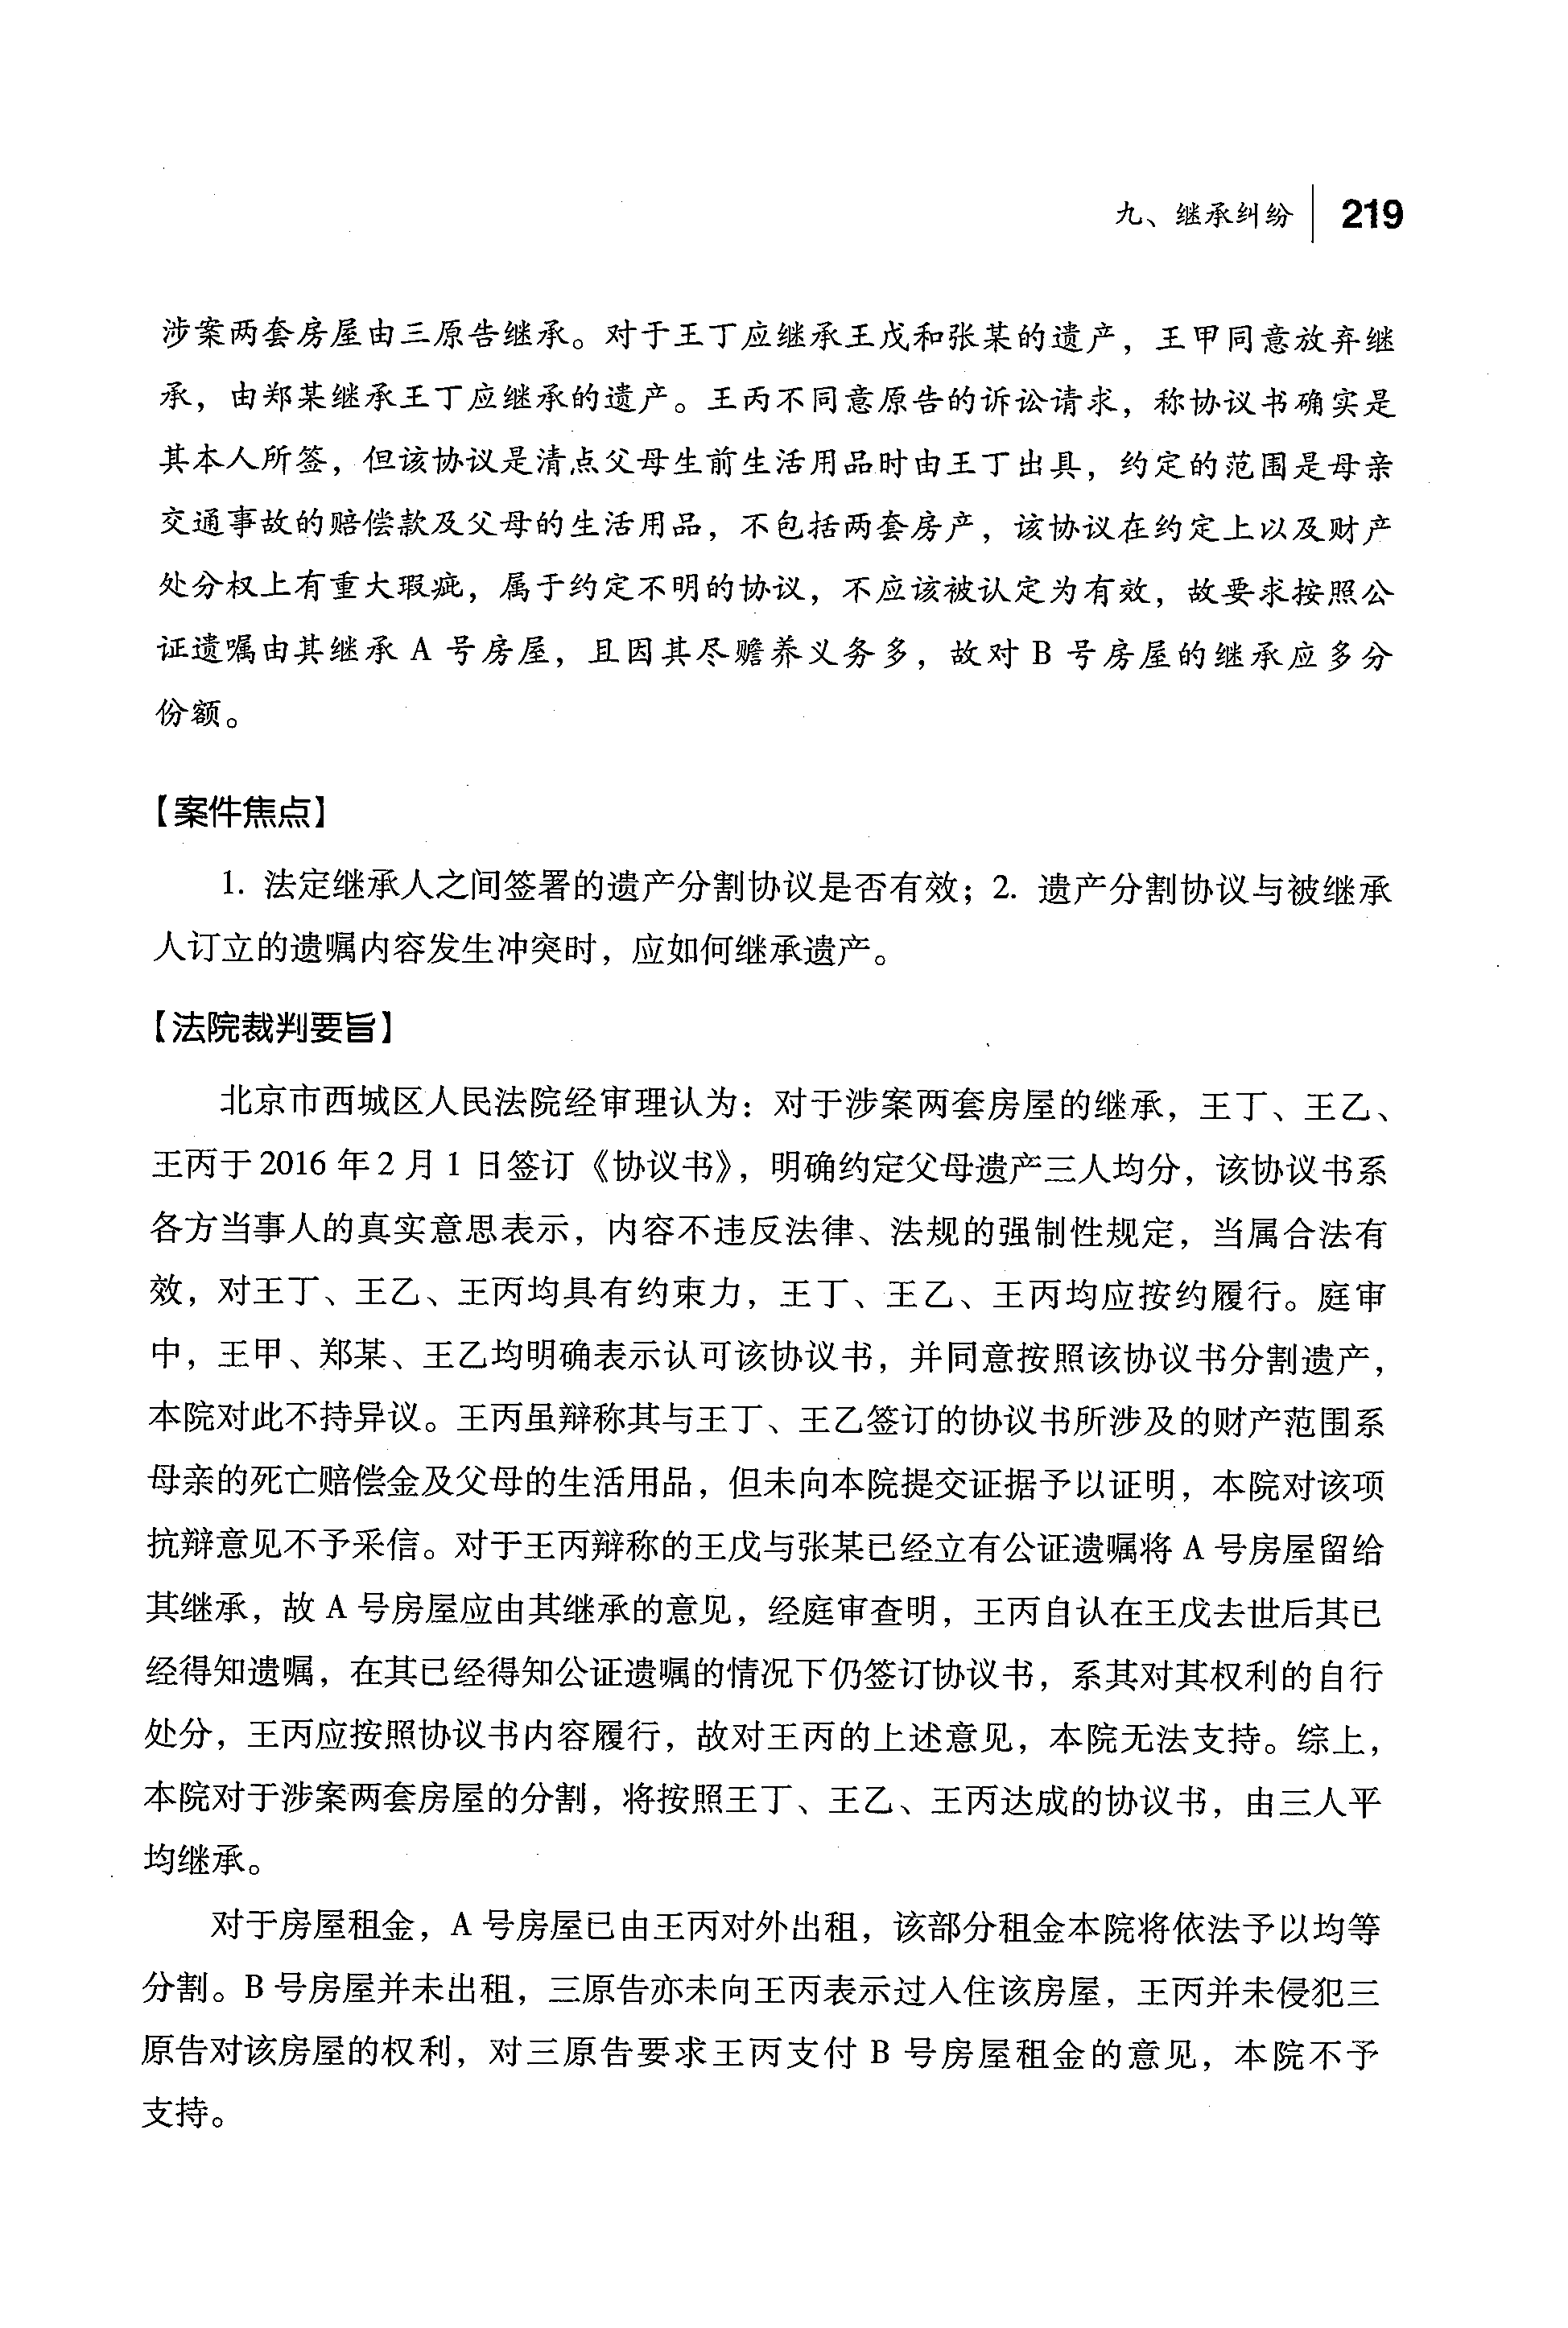 九、继承纠纷 219
涉案两套房屋由三原告继承。对于王丁应继承王戊和张某的遗产，王甲同意放弃继
承，由郑某继承王丁应继承的遗产。王丙不同意原告的诉讼请求，称协议书确实是
其本人所签，但该协议是清点父母生前生活用品时由王丁出具，约定的范围是母亲
交通事故的赔偿款及父母的生活用品，不包括两套房产，该协议在约定上以及财产
处分权上有重大瑕疵，属于约定不明的协议，不应该被认定为有效，故要求按照公
证遗嘱由其继承 A 号房屋，且因其尽赡养义务多，故对 B 号房屋的继承应多分
份额。
【案件焦点】
1. 法定继承人之间签署的遗产分割协议是否有效；2. 遗产分割协议与被继承
人订立的遗嘱内容发生冲突时，应如何继承遗产。
【法院裁判要旨】
北京市西城区人民法院经审理认为：对于涉案两套房屋的继承，王丁、王乙、
王丙于 2016 年 2 月 1 日签订《协议书》，明确约定父母遗产三人均分，该协议书系
各方当事人的真实意思表示，内容不违反法律、法规的强制性规定，当属合法有
效，对王丁、王乙、王丙均具有约束力，王丁、王乙、王丙均应按约履行。庭审
中，王甲、郑某、王乙均明确表示认可该协议书，并同意按照该协议书分割遗产，
本院对此不持异议。王丙虽辩称其与王丁、王乙签订的协议书所涉及的财产范围系
母亲的死亡赔偿金及父母的生活用品，但未向本院提交证据予以证明，本院对该项
抗辩意见不予采信。对于王丙辩称的王戊与张某已经立有公证遗嘱将 A 号房屋留给
其继承，故 A 号房屋应由其继承的意见，经庭审查明，王丙自认在王戊去世后其已
经得知遗嘱，在其已经得知公证遗嘱的情况下仍签订协议书，系其对其权利的自行
处分，王丙应按照协议书内容履行，故对王丙的上述意见，本院无法支持。综上，
本院对于涉案两套房屋的分割，将按照王丁、王乙、王丙达成的协议书，由三人平
均继承。
对于房屋租金，A 号房屋已由王丙对外出租，该部分租金本院将依法予以均等
分割。B 号房屋并未出租，三原告亦未向王丙表示过入住该房屋，王丙并未侵犯三
原告对该房屋的权利，对三原告要求王丙支付 B 号房屋租金的意见，本院不予
支持。